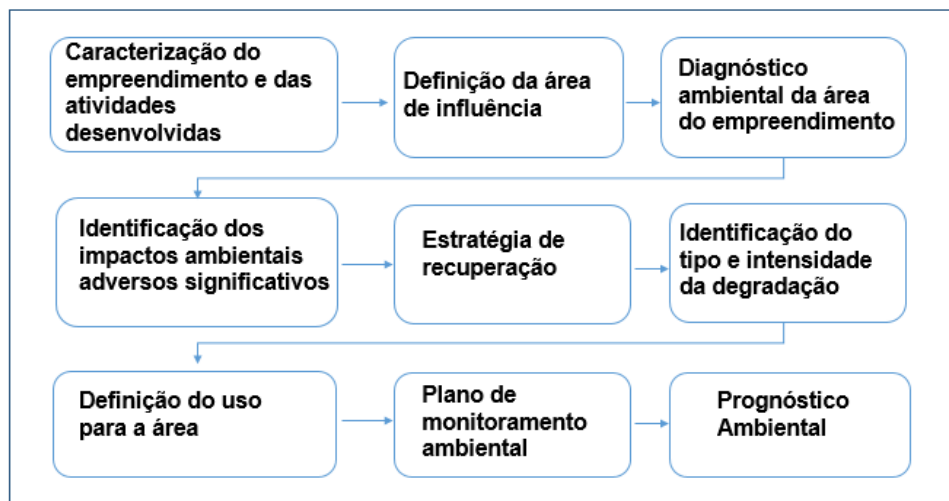 Caracterização do
empreendimento e das
atividades
desenvolvidas
Definição da área
de influência
Diagnóstico
ambiental da área
do empreendimento
Identificação dos
impactos ambientais
adversos significativos
Estratégia de
recuperação
Identificação do
tipo e intensidade
da degradação
Definição do uso
para a área
Plano de
monitoramento
ambiental
Prognóstico
Ambiental